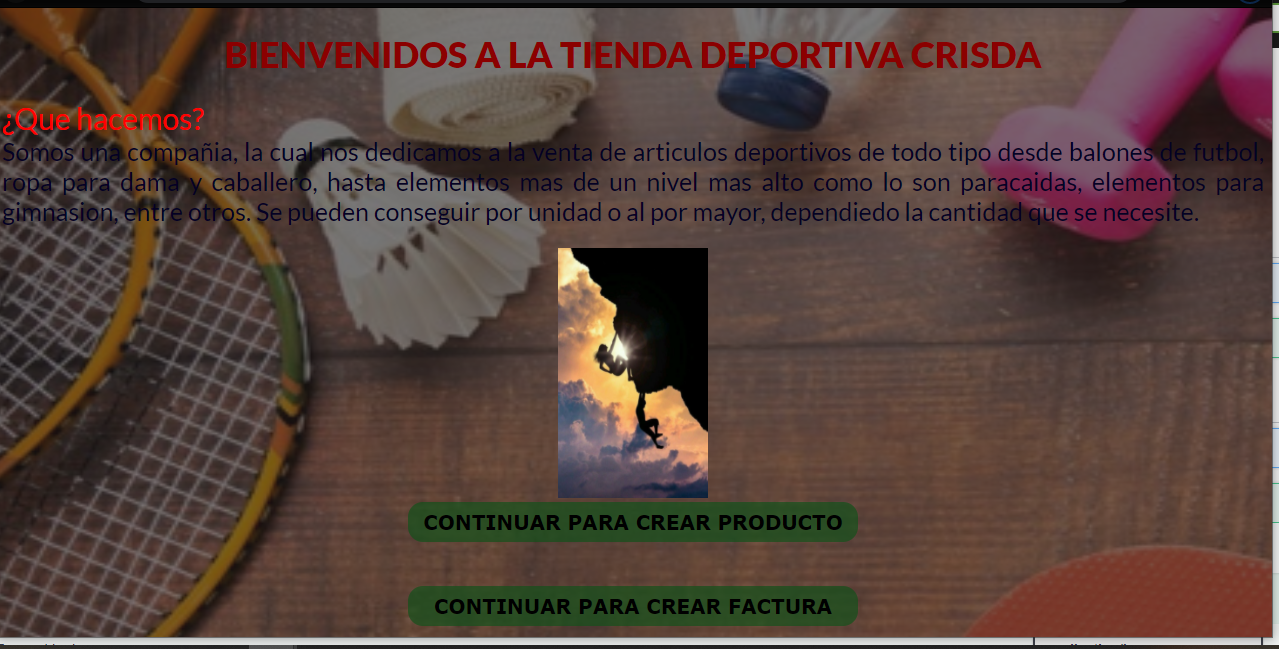 BIENVENIDOS A LA TIENDA DEPORTIVA CRISDA
¿Que hacemos?
Somos una compañia, la cual nos dedicamos a la venta de articulos deportivos de todo tipo desde balones de futbol,
ropa para dama y caballero, hasta elementos mas de un nivel mas alto como lo son paracaidas, elementos para
gimnasion, entre otros. Se pueden conseguir por unidad o al por mayor, dependiedo la cantidad que se necesite.
CONTINUAR PARA CREAR PRODUCTO
CONTINUAR PARA CREAR FACTURA